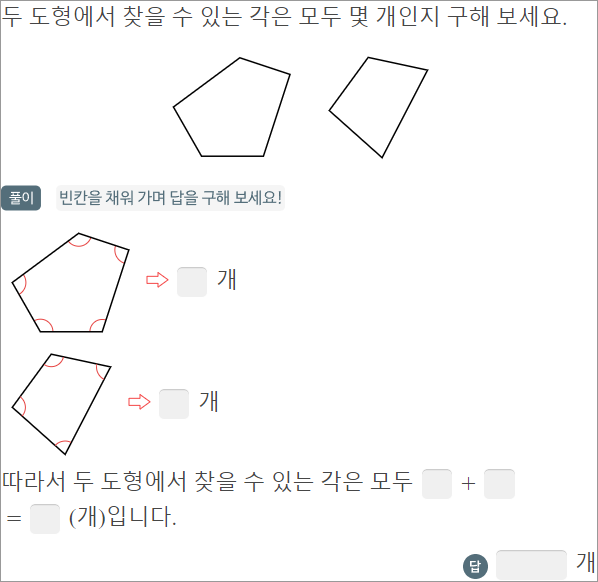 두 도형에서 찾을 수 있는 각은 모두 몇 개인지 구해 보세요.
풀이 빈칸을 채워 가며 답을 구해 보세요!
⇨ 개
⇨ 개
따라서 두 도형에서 찾을 수 있는 각은 모두 +
= (개)입니다.
답 개